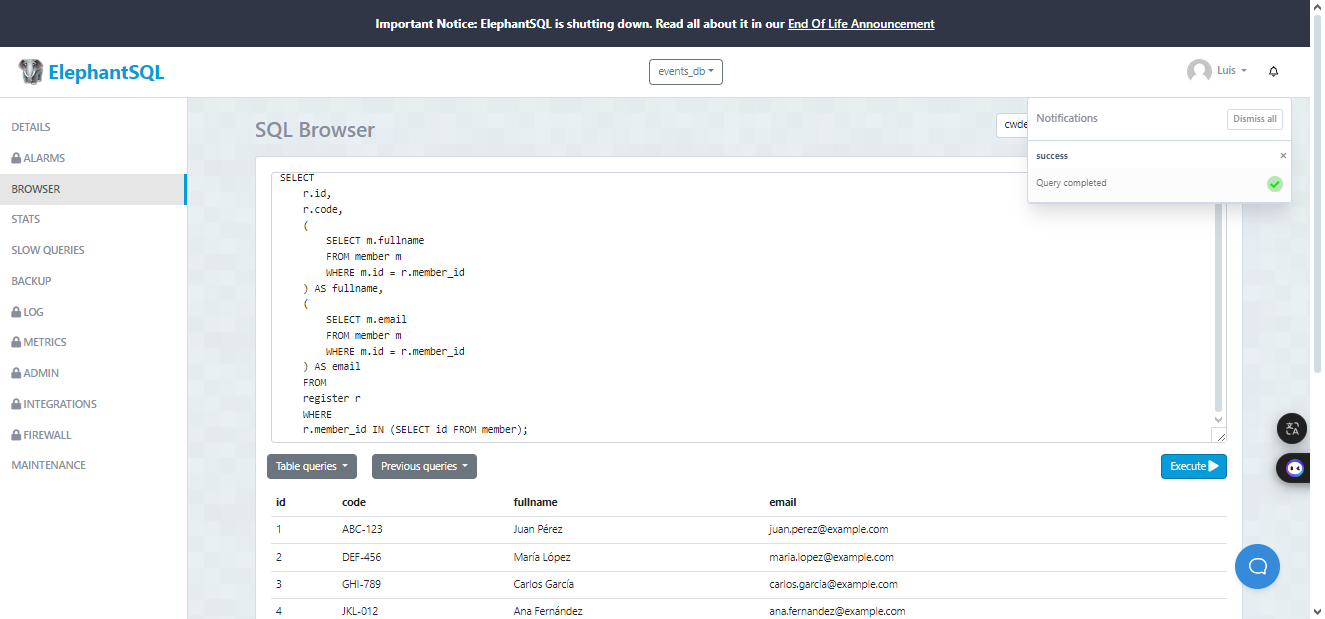 Important Notice: ElephantSQL is shutting down. Read all about it in our End Of Life Announcement
ElephantSQL
events_db
Luis
DETAILS
ALARMS
BROWSER
STATS
SLOW QUERIES
BACKUP
LOG
METRICS
ADMIN
INTEGRATIONS
FIREWALL
MAINTENANCE
SQL Browser
Notifications
Dismiss all
success
×
Query completed
SELECT
r.id,
r.code,
(
SELECT m.fullname
FROM member m
WHERE m.id = r.member_id
) AS fullname,
(
SELECT m.email
FROM member m
WHERE m.id = r.member_id
) AS email
FROM
register r
WHERE
r.member_id IN (SELECT id FROM member);
Table queries
Previous queries
Execute
id code fullname email
1 ABC-123 Juan Pérez juan.perez@example.com
2 DEF-456 María López maria.lopez@example.com
3 GHI-789 Carlos García carlos.garcia@example.com
4 JKL-012 Ana Fernández ana.fernandez@example.com